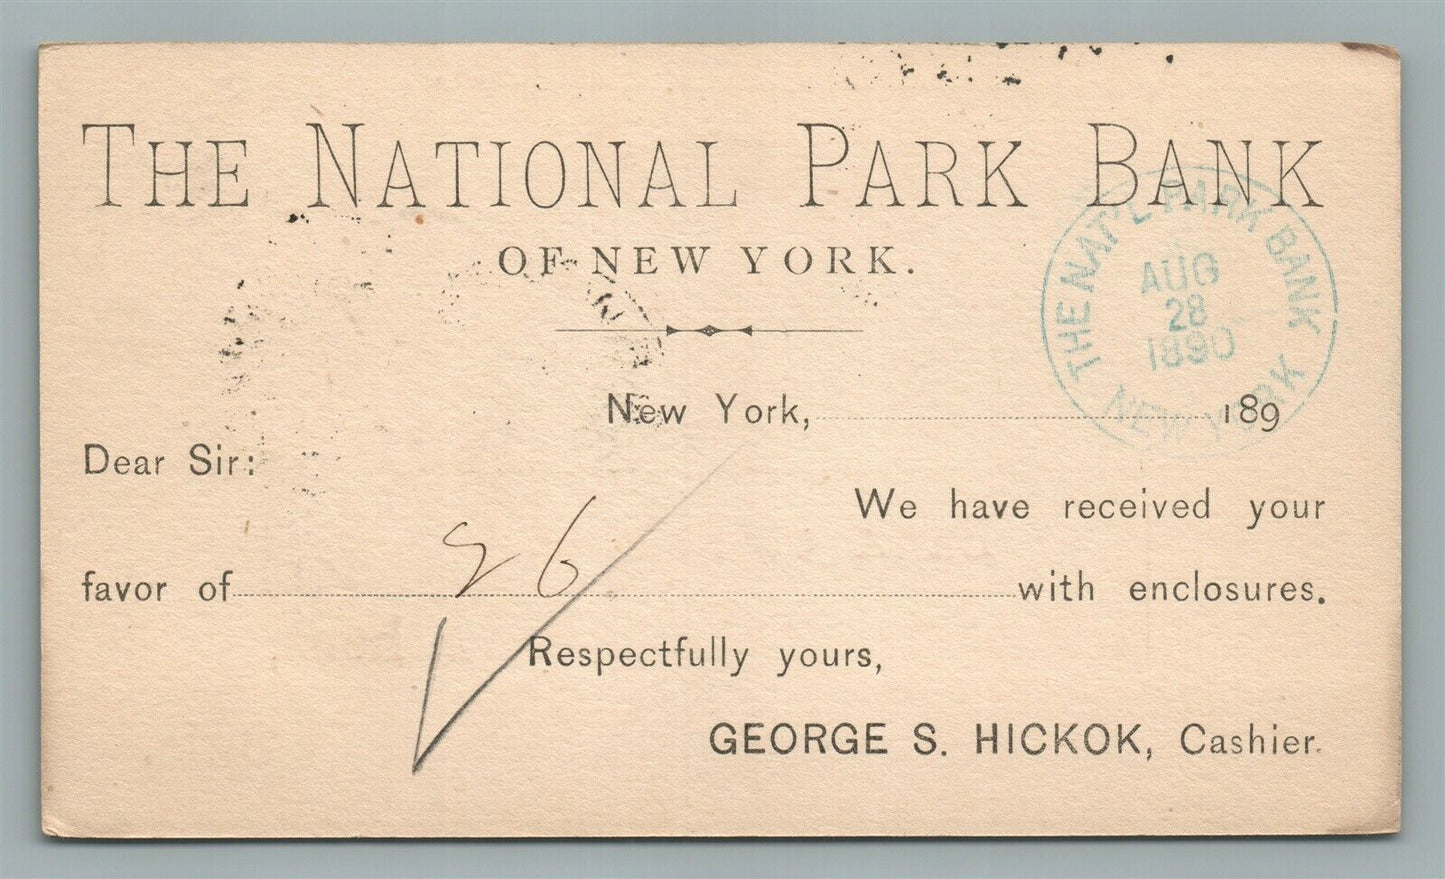 THE NATIONAL PARK BANK
OF NEW YORK.
THE NAT'L PARK BANK
AUG
28
1890
NEW YORK
New York, 189
Dear Sir:
We have received your
favor of 26 with enclosures.
Respectfully yours,
GEORGE S. HICKOK, Cashier.